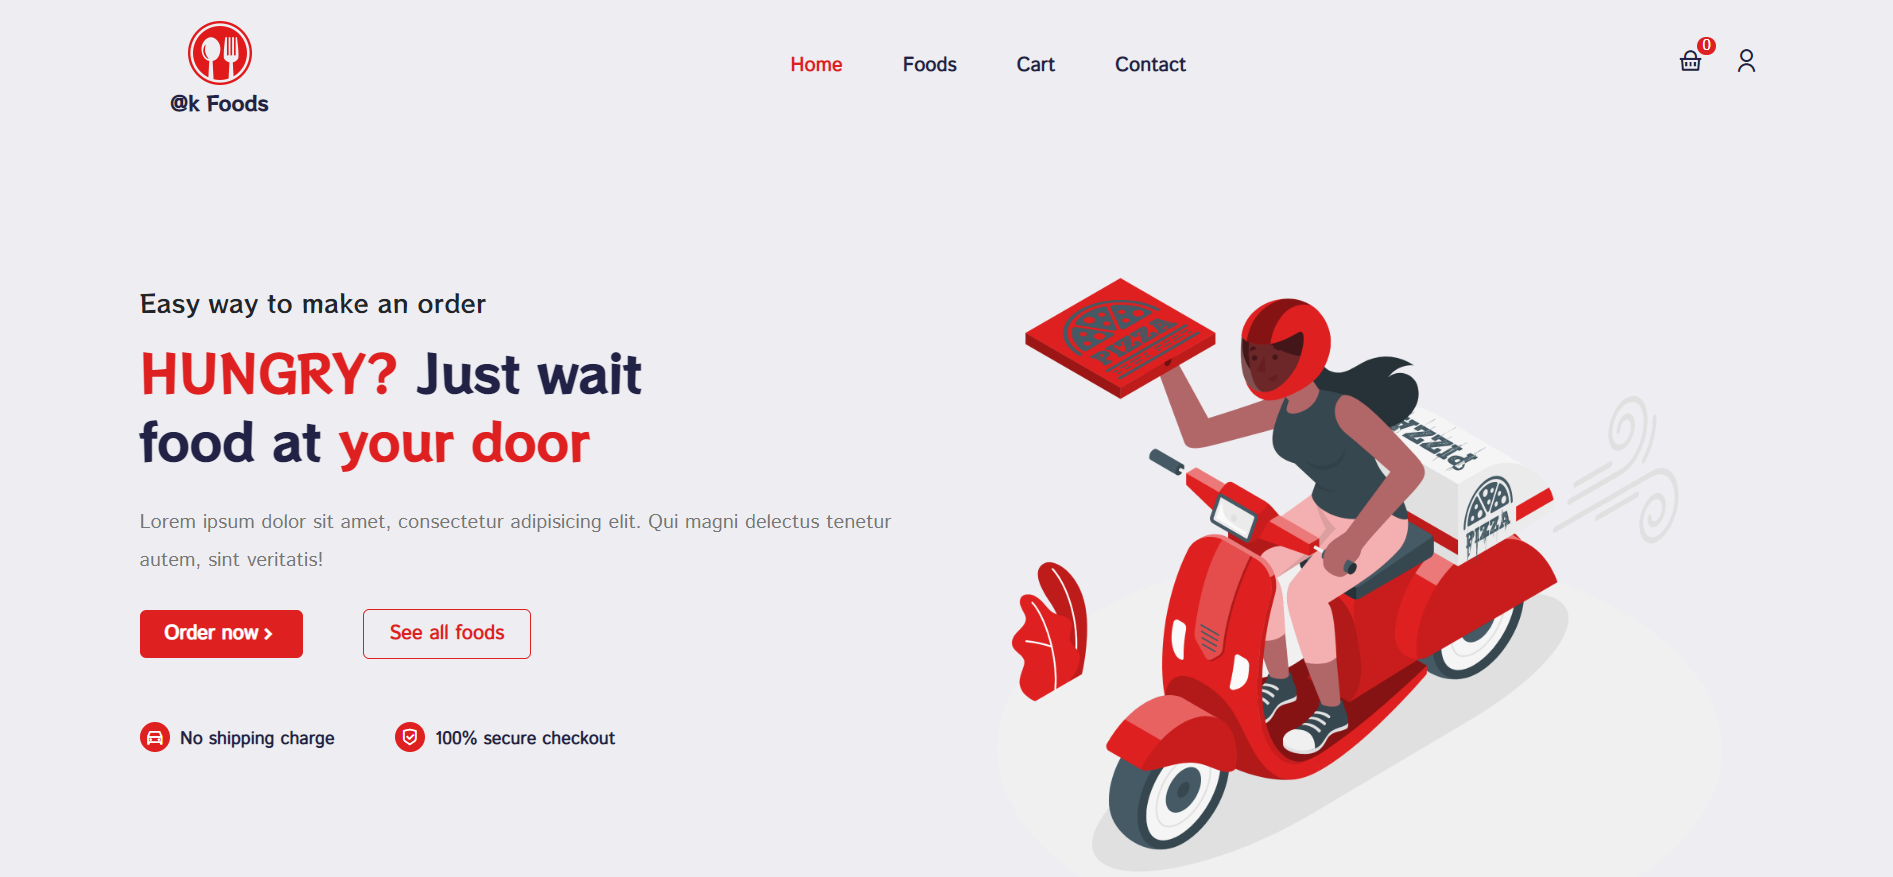 @k Foods
Home Foods Cart Contact
0
Easy way to make an order
HUNGRY? Just wait
food at your door
Lorem ipsum dolor sit amet, consectetur adipisicing elit. Qui magni delectus tenetur
autem, sint veritatis!
Order now
See all foods
No shipping charge
100% secure checkout
PIZZA
PIZZA
PIZZA